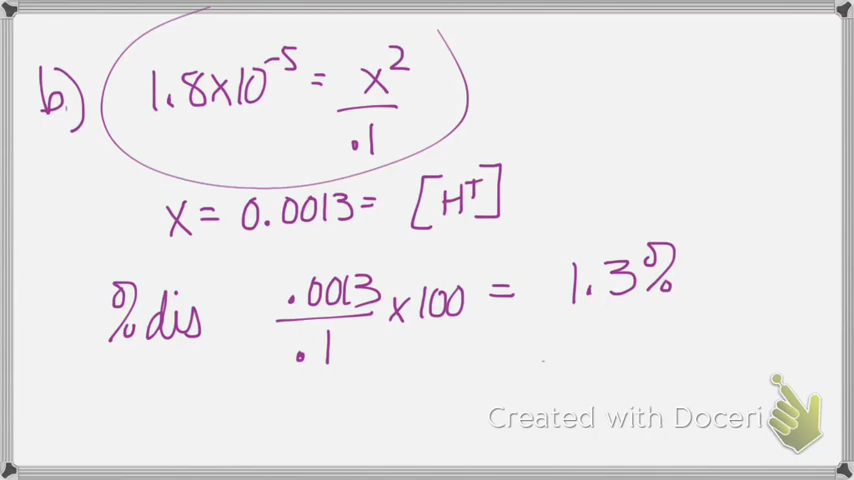 b.) 1.8x10⁻⁵ = x² / .1
x = 0.0013 = [H⁺]
% dis .0013 / .1 x 100 = 1.3%
Created with Doceri